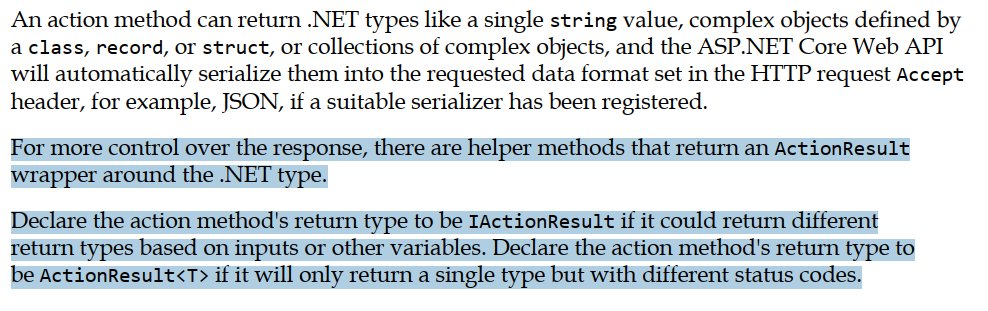 An action method can return .NET types like a single string value, complex objects defined by
a class, record, or struct, or collections of complex objects, and the ASP.NET Core Web API
will automatically serialize them into the requested data format set in the HTTP request Accept
header, for example, JSON, if a suitable serializer has been registered.
For more control over the response, there are helper methods that return an ActionResult
wrapper around the .NET type.
Declare the action method's return type to be IActionResult if it could return different
return types based on inputs or other variables. Declare the action method's return type to
be ActionResult<T> if it will only return a single type but with different status codes.